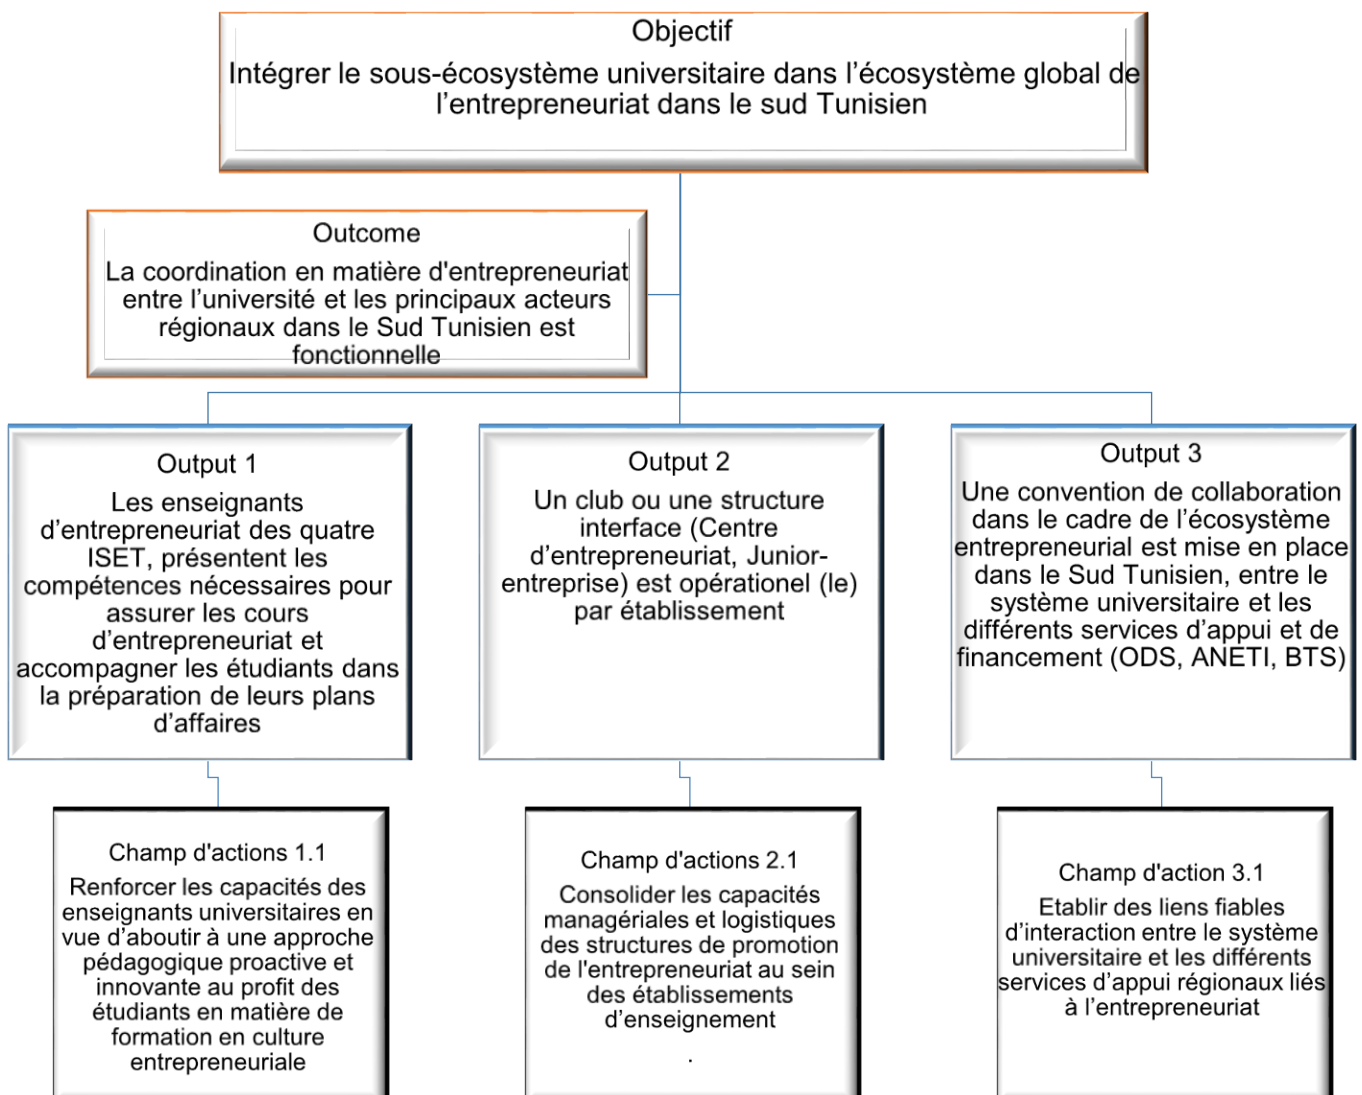 Objectif
Intégrer le sous-écosystème universitaire dans l’écosystème global de
l’entrepreneuriat dans le sud Tunisien
Outcome
La coordination en matière d'entrepreneuriat
entre l’université et les principaux acteurs
régionaux dans le Sud Tunisien est
fonctionnelle
Output 1
Les enseignants
d’entrepreneuriat des quatre
ISET, présentent les
compétences nécessaires pour
assurer les cours
d’entrepreneuriat et
accompagner les étudiants dans
la préparation de leurs plans
d’affaires
Output 2
Un club ou une structure
interface (Centre
d’entrepreneuriat, Junior-
entreprise) est opérationel (le)
par établissement
Output 3
Une convention de collaboration
dans le cadre de l’écosystème
entrepreneurial est mise en place
dans le Sud Tunisien, entre le
système universitaire et les
différents services d’appui et de
financement (ODS, ANETI, BTS)
Champ d'actions 1.1
Renforcer les capacités des
enseignants universitaires en
vue d’aboutir à une approche
pédagogique proactive et
innovante au profit des
étudiants en matière de
formation en culture
entrepreneuriale
Champ d'actions 2.1
Consolider les capacités
managériales et logistiques
des structures de promotion
de l'entrepreneuriat au sein
des établissements
d’enseignement
.
Champ d'action 3.1
Etablir des liens fiables
d’interaction entre le système
universitaire et les différents
services d’appui régionaux liés
à l’entrepreneuriat